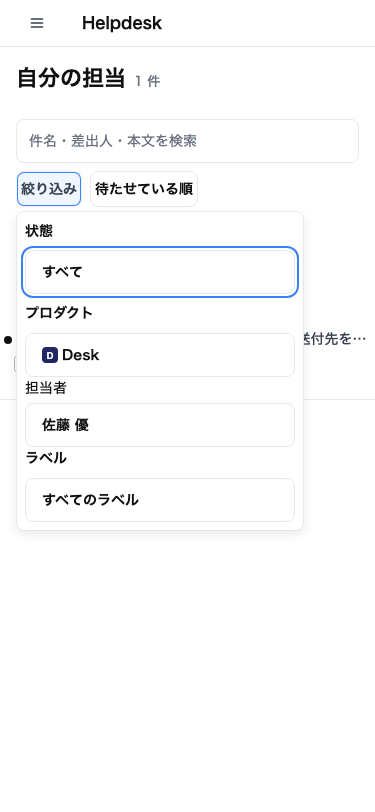 Helpdesk
自分の担当 1 件
件名・差出人・本文を検索
絞り込み 待たせている順
状態
すべて
プロダクト
D Desk
送付先を…
担当者
佐藤 優
ラベル
すべてのラベル